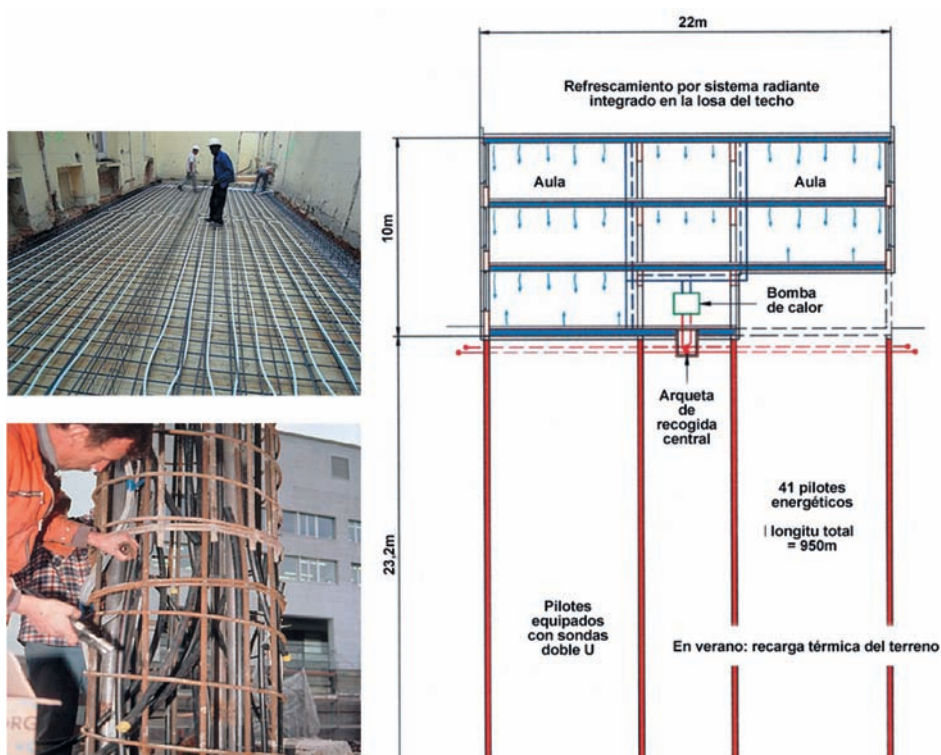 22m
Refrescamiento por sistema radiante
integrado en la losa del techo
Aula
Aula
10m
Bomba
de calor
Arqueta
de
recogida
central
41 pilotes
energéticos
longitu total
= 950m
23,2m
Pilotes
equipados
con sondas
doble U
En verano: recarga térmica del terreno